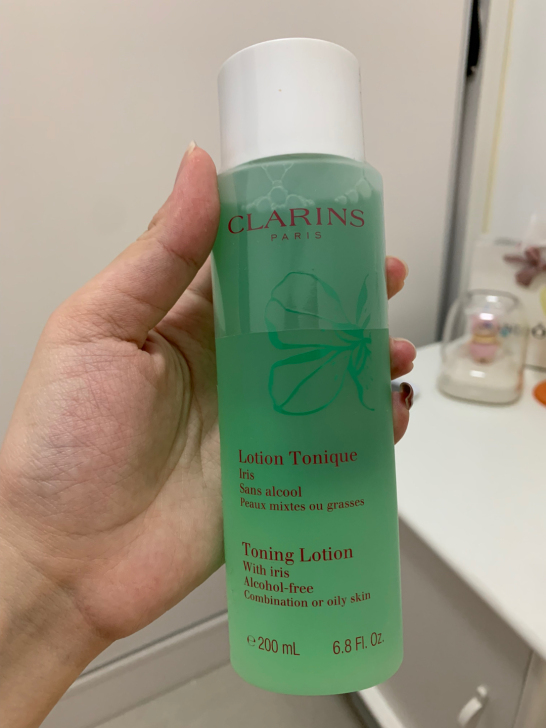 CLARINS
PARIS
Lotion Tonique
Iris
Sans alcool
Peaux mixtes ou grasses
Toning Lotion
With iris
Alcohol-free
Combination or oily skin
℮200 mL 6.8 Fl. Oz.